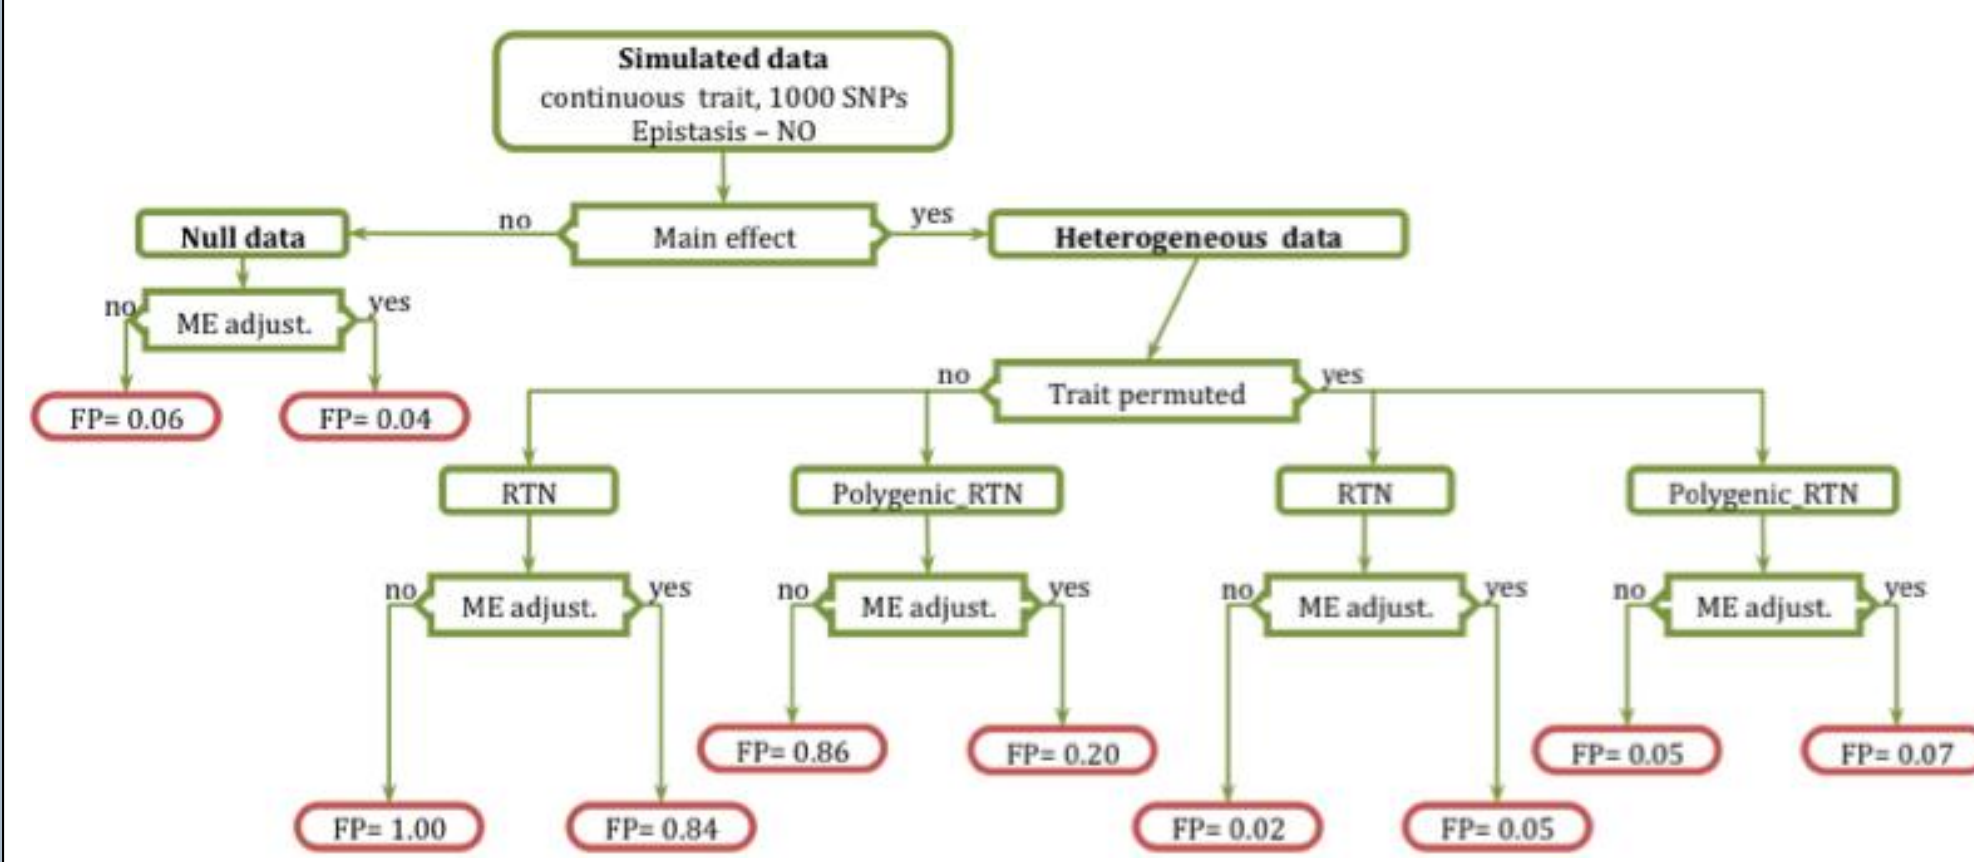 Simulated data
continuous trait, 1000 SNPs
Epistasis – NO
no
Main effect
yes
Null data
Heterogeneous data
no
ME adjust.
yes
FP= 0.06
FP= 0.04
no
Trait permuted
yes
RTN
Polygenic_RTN
RTN
Polygenic_RTN
no
ME adjust.
yes
no
ME adjust.
yes
no
ME adjust.
yes
no
ME adjust.
yes
FP= 0.86
FP= 0.20
FP= 0.05
FP= 0.07
FP= 1.00
FP= 0.84
FP= 0.02
FP= 0.05